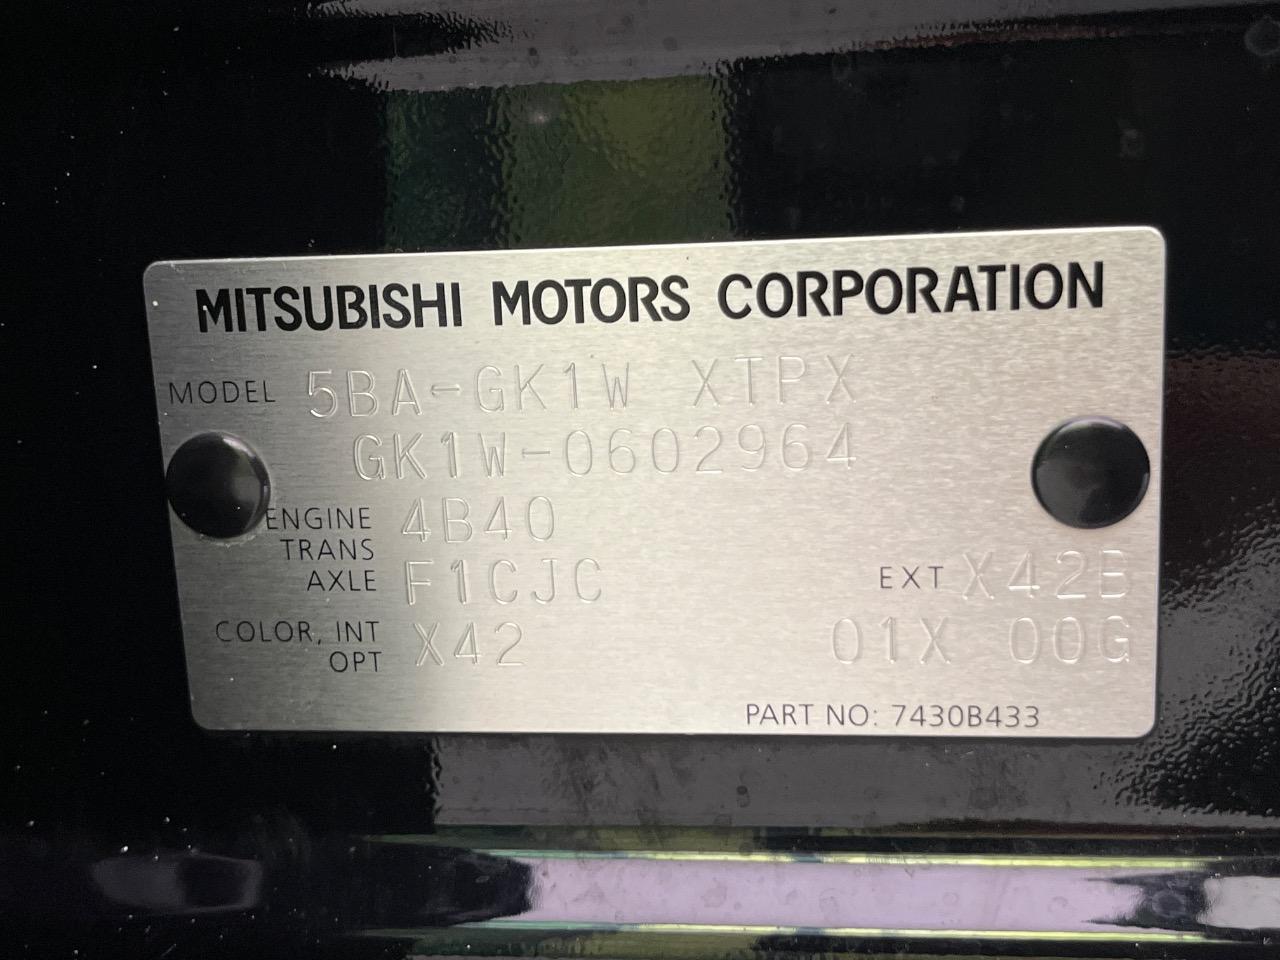 MITSUBISHI MOTORS CORPORATION
MODEL 5BA-GK1W XTPX
GK1W-0602964
ENGINE 4B40
TRANS
AXLE F1CJC EXT X42B
COLOR, INT X42 01X 00G
OPT
PART NO: 7430B433